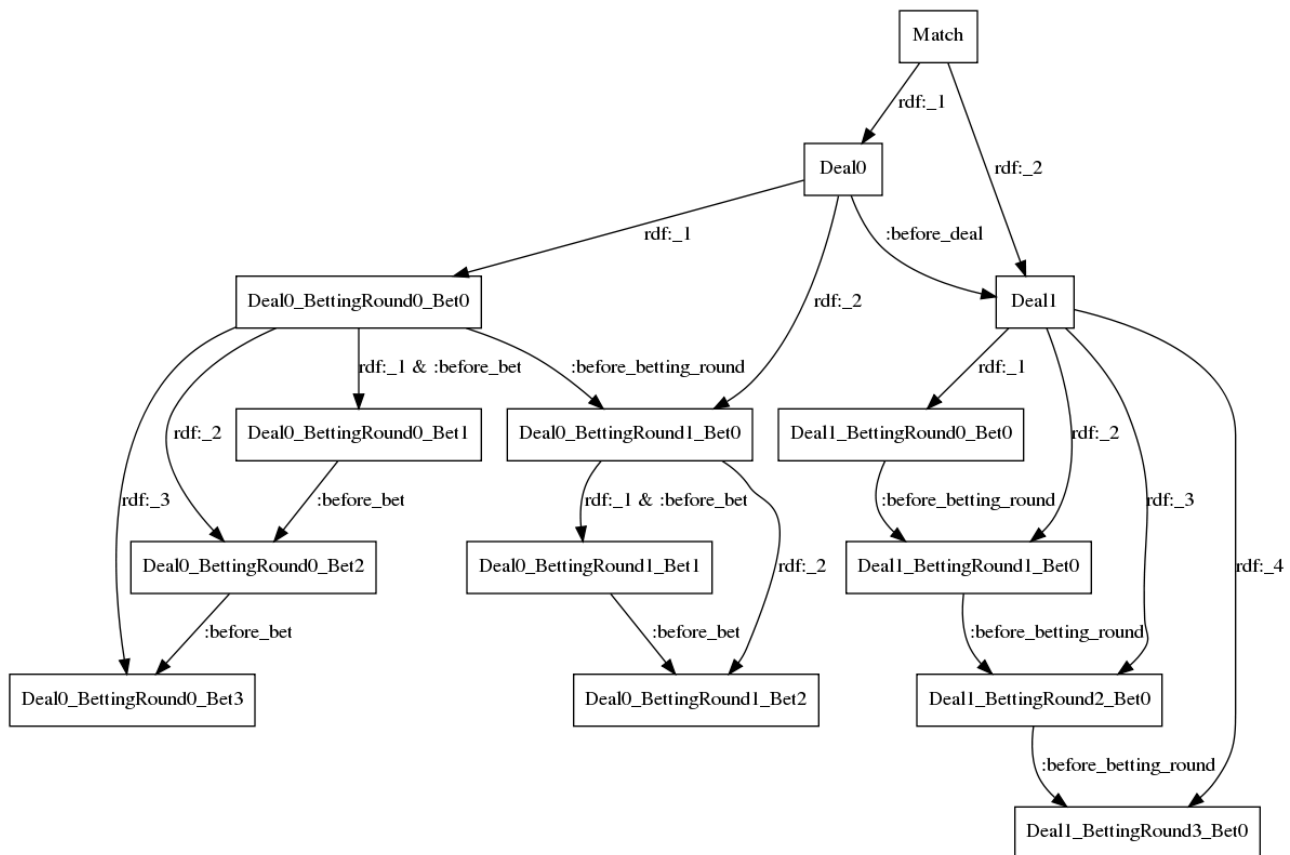 Match
rdf:_1
Deal0
rdf:_2
rdf:_1
:before_deal
Deal0_BettingRound0_Bet0
rdf:_2
Deal1
rdf:_1 & :before_bet
:before_betting_round
rdf:_1
rdf:_2
Deal0_BettingRound0_Bet1
Deal0_BettingRound1_Bet0
Deal1_BettingRound0_Bet0
rdf:_2
rdf:_3
:before_bet
rdf:_1 & :before_bet
:before_betting_round
rdf:_3
Deal0_BettingRound0_Bet2
Deal0_BettingRound1_Bet1
rdf:_2
Deal1_BettingRound1_Bet0
rdf:_4
:before_bet
:before_bet
:before_betting_round
Deal0_BettingRound0_Bet3
Deal0_BettingRound1_Bet2
Deal1_BettingRound2_Bet0
:before_betting_round
Deal1_BettingRound3_Bet0